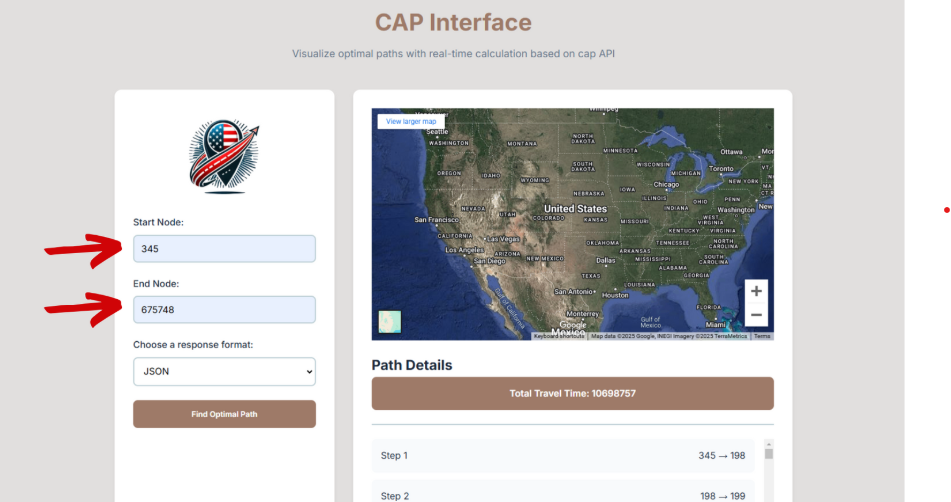 CAP Interface
Visualize optimal paths with real-time calculation based on cap API
Start Node:
345
End Node:
675748
Choose a response format:
JSON
Find Optimal Path
View larger map
Winnipeg
Seattle
WASHINGTON
MONTANA
NORTH
DAKOTA
MINNESOTA
Ottawa
SOUTH
DAKOTA
WISCONSIN
Toronto
OREGON
IDAHO
WYOMING
MICHIGAN
Chicago
NEW YORK
NEBRASKA
IOWA
ILLINOIS
OHIO
PENN
NEVADA
UTAH
United States
COLORADO
KANSAS
MISSOURI
INDIANA
Washington
New
San Francisco
WEST
VIRGINIA
KENTUCKY
VIRGINIA
CALIFORNIA
Las Vegas
OKLAHOMA
TENNESSEE
NORTH
CAROLINA
Los Angeles
ARIZONA
NEW MEXICO
ARKANSAS
San Diego
Dallas
MISSISSIPPI
SOUTH
CAROLINA
ALABAMA
TEXAS
GEORGIA
LOUISIANA
San Antonio
Houston
Gulf of
California
FLORIDA
Monterrey
Gulf of
Mexico
Miami
Google
Mexico
Keyboard shortcuts
Map data ©2025 Google, INEGI Imagery ©2025 TerraMetrics
Terms
Path Details
Total Travel Time: 10698757
Step 1 345 → 198
Step 2 198 → 199